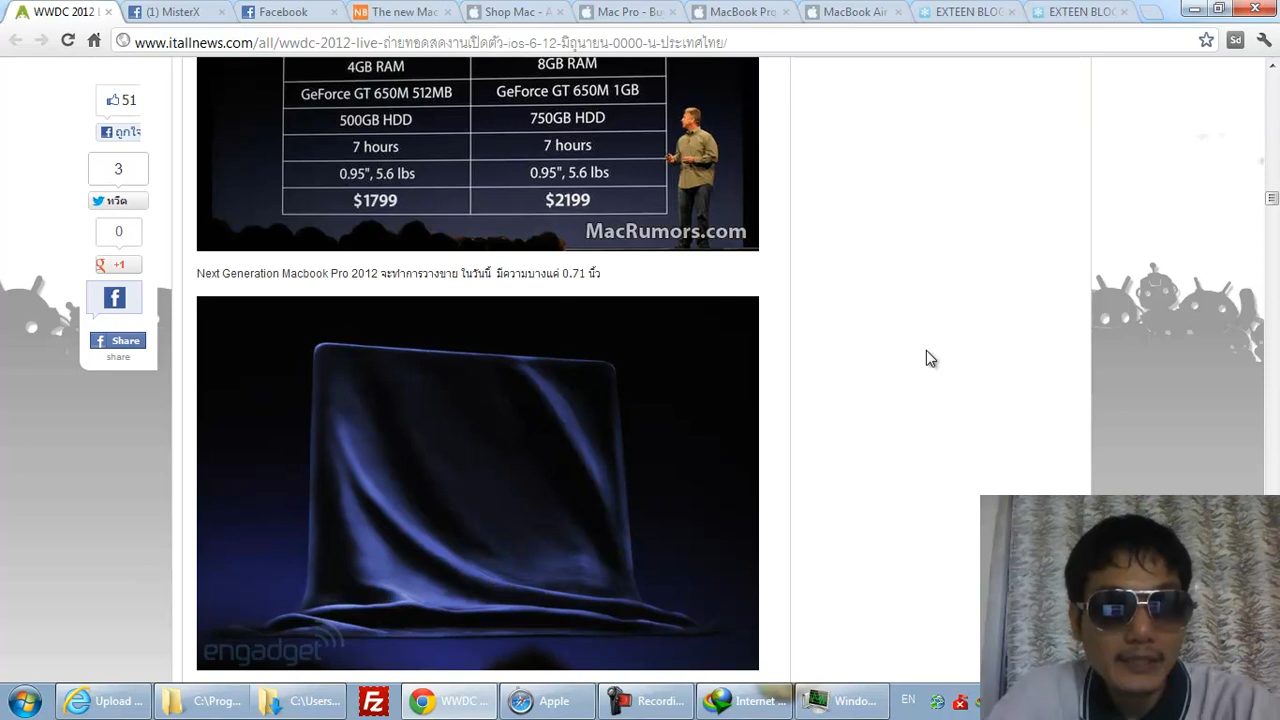 WWDC 2012 l
(1) MisterX
Facebook
The new Mac
Shop Mac - A
Mac Pro - Bu
MacBook Pro
MacBook Air
EXTEEN BLOG
EXTEEN BLOG
www.itallnews.com/all/wwdc-2012-live-ถ่ายทอดสดงานเปิดตัว-ios-6-12-มิถุนายน-0000-น-ประเทศไทย/
Sd
51
ถูกใจ
3
ทวีต
0
+1
Share
share
4GB RAM 8GB RAM
GeForce GT 650M 512MB GeForce GT 650M 1GB
500GB HDD 750GB HDD
7 hours 7 hours
0.95", 5.6 lbs 0.95", 5.6 lbs
$1799 $2199
MacRumors.com
Next Generation Macbook Pro 2012 จะทำการวางขาย ในวันนี้ มีความบางแค่ 0.71 นิ้ว
engadget
Upload ...
C:\Prog...
C:\Users...
WWDC ...
Apple
Recordi...
Internet ...
Windo...
EN